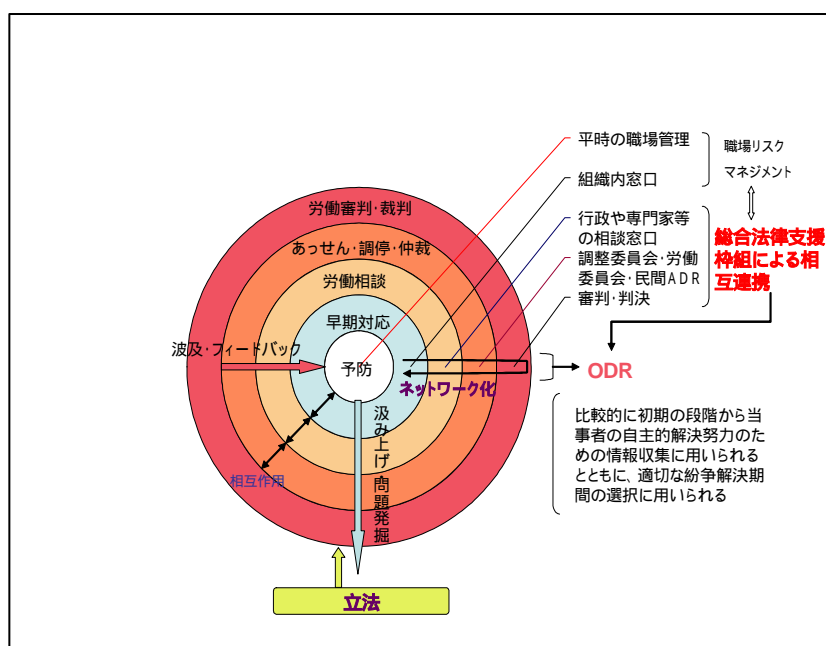 平時の職場管理
組織内窓口
職場リスク
マネジメント
行政や専門家等
の相談窓口
調整委員会･労働
委員会･民間ADR
審判･判決
総合法律支援
枠組による相
互連携
労働審判･裁判
あっせん･調停･仲裁
労働相談
早期対応
予防
波及･フィードバック
ネットワーク化
汲み上げ･問題発掘
相互作用
立法
ODR
比較的に初期の段階から当
事者の自主的解決努力のた
めの情報収集に用いられる
とともに、適切な紛争解決期
間の選択に用いられる